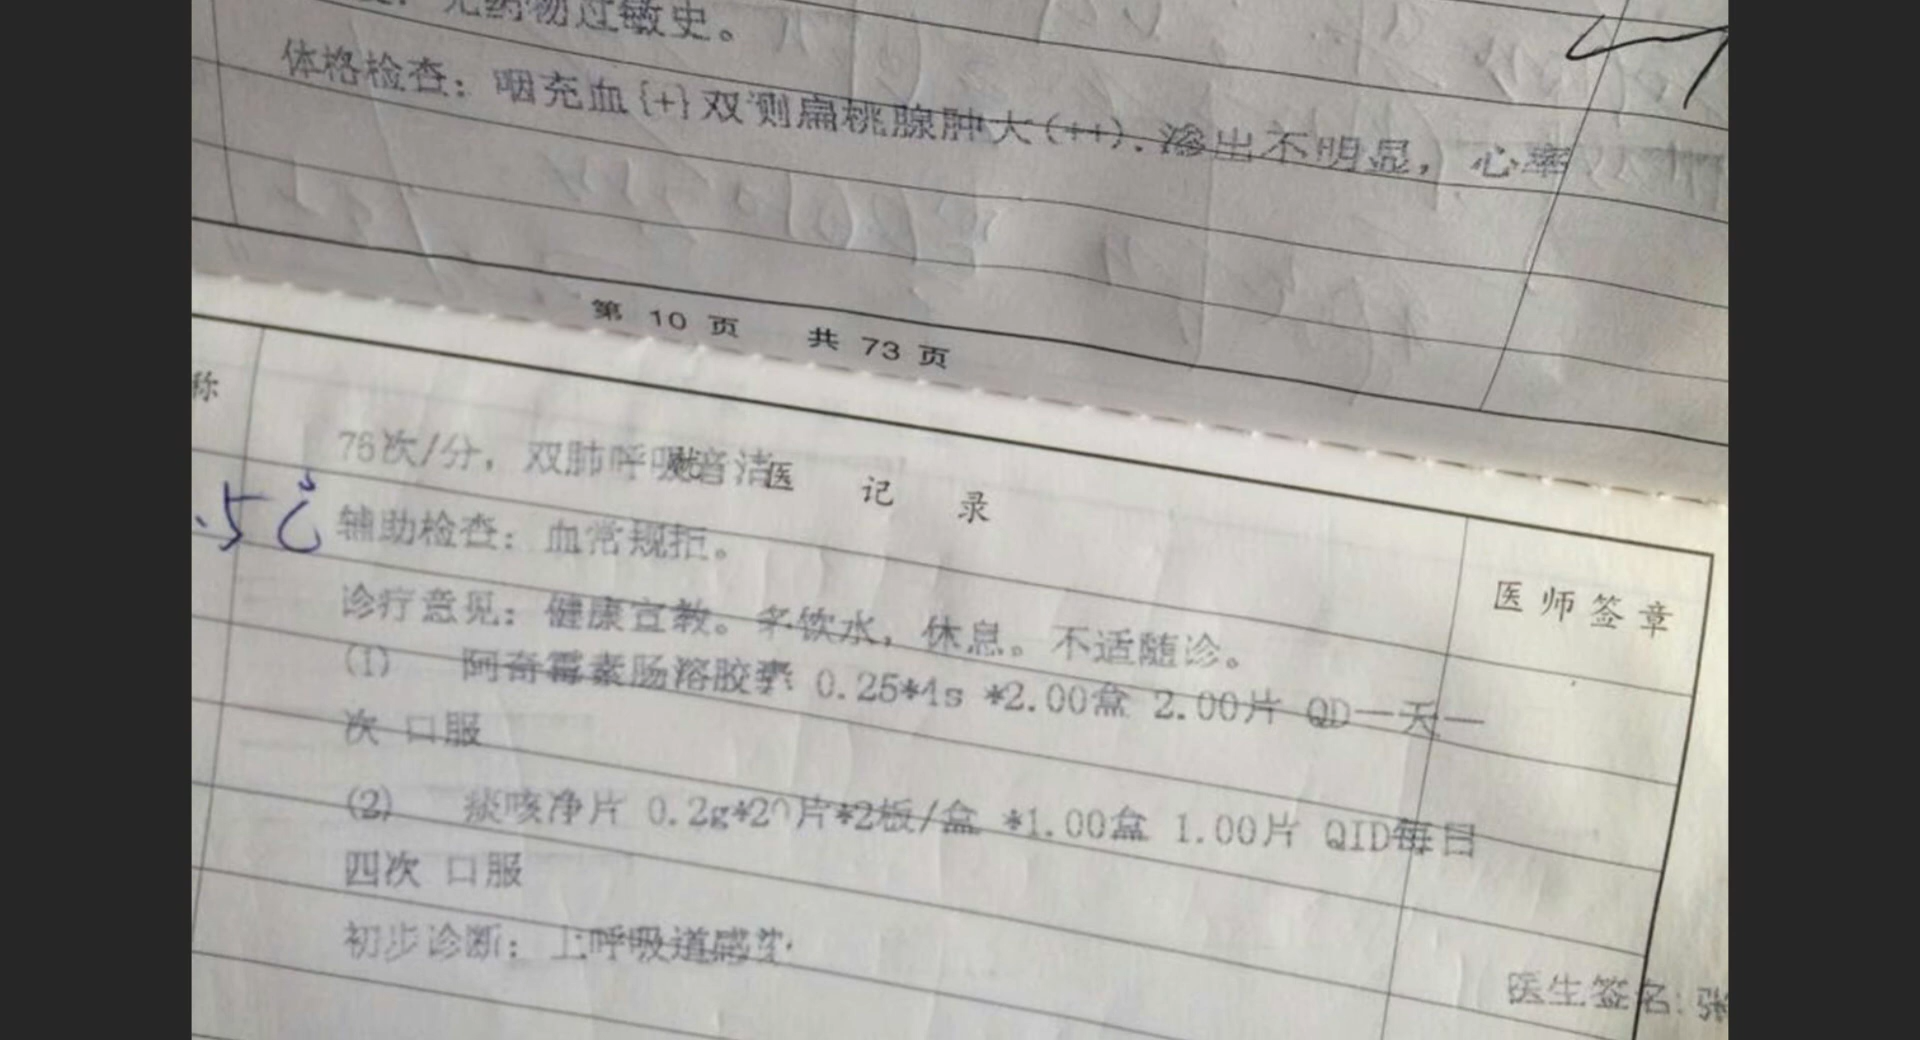 无药物过敏史。
体格检查：咽充血{+}双测扁桃腺肿大(++).渗出不明显，心率
第 10 页 共 73 页
称
76次/分，双肺呼吸音清
就 医 记 录
.5℃
辅助检查：血常规拒。
医师签章
诊疗意见：健康宣教。多饮水，休息。不适随诊。
(1) 阿奇霉素肠溶胶囊 0.25*4s *2.00盒 2.00片 QD一天一
次 口服
(2) 痰咳净片 0.2g*20片*2板/盒 *1.00盒 1.00片 QID每日
四次 口服
初步诊断：上呼吸道感染.
医生签名：张